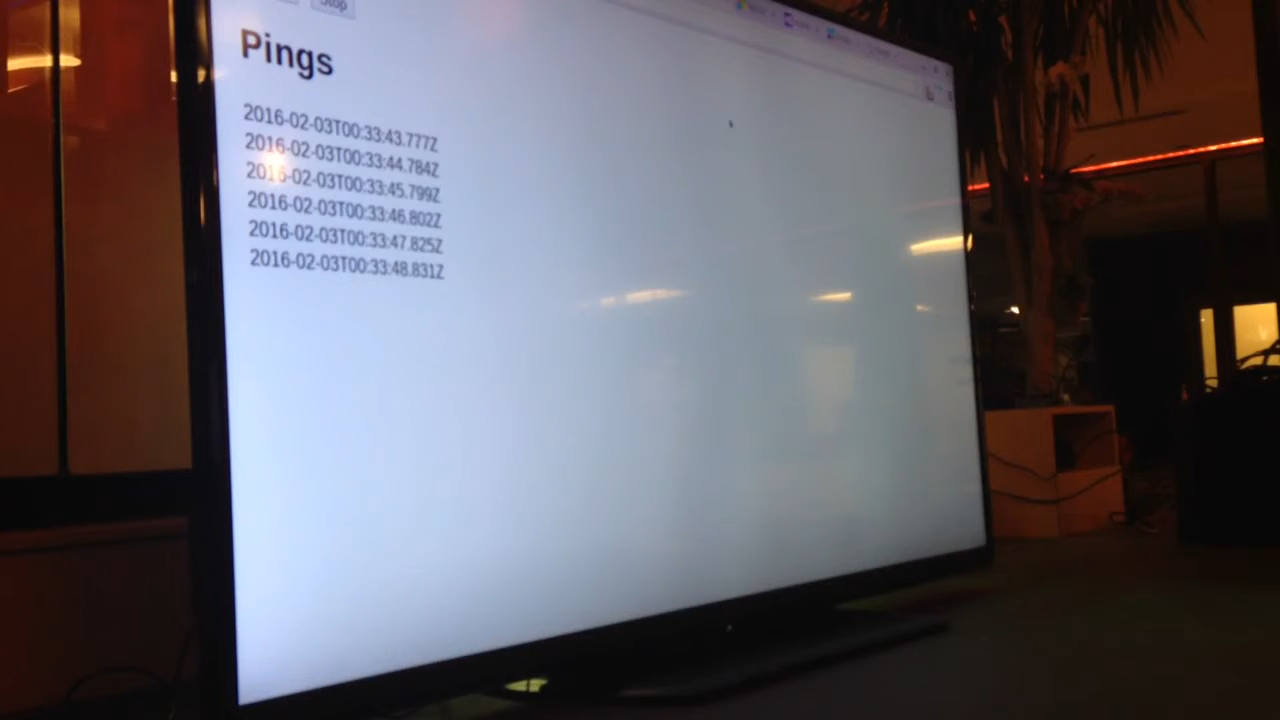 Stop
Pings
2016-02-03T00:33:43.777Z
2016-02-03T00:33:44.784Z
2016-02-03T00:33:45.799Z
2016-02-03T00:33:46.802Z
2016-02-03T00:33:47.825Z
2016-02-03T00:33:48.831Z